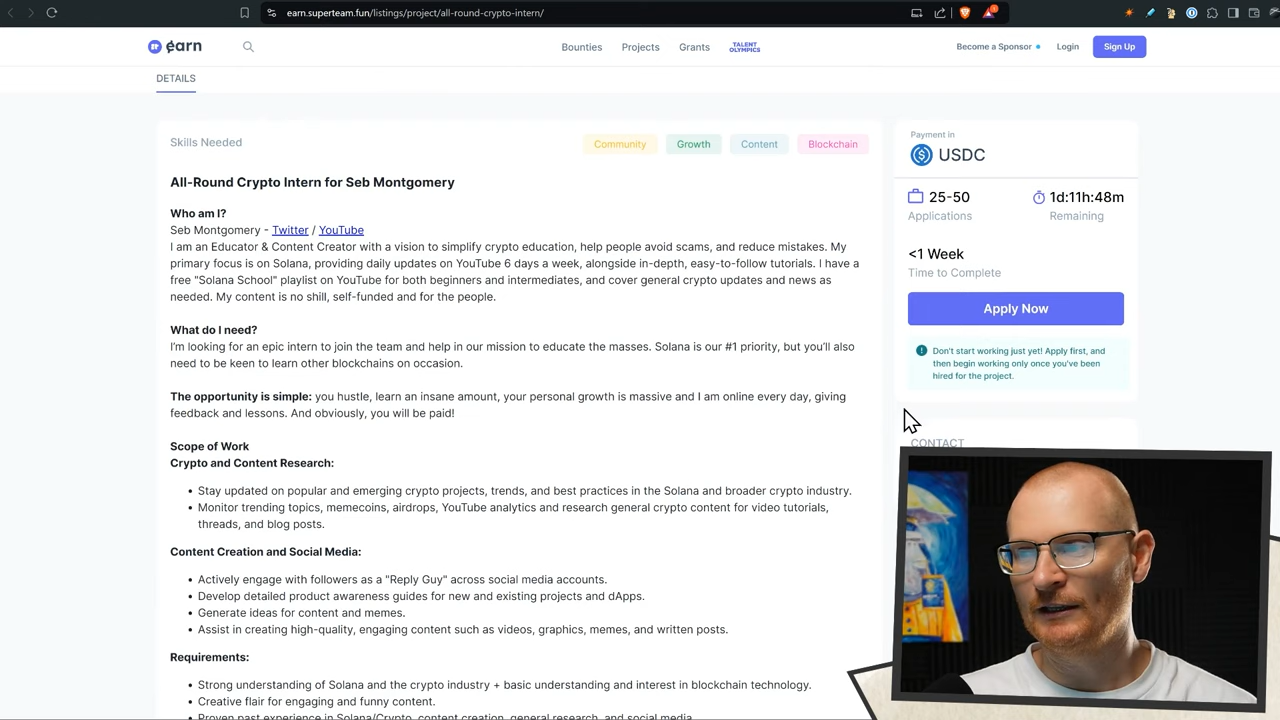 earn.superteam.fun/listings/project/all-round-crypto-intern/
earn
Bounties Projects Grants TALENT OLYMPICS
Become a Sponsor Login Sign Up
DETAILS
Skills Needed
Community Growth Content Blockchain
All-Round Crypto Intern for Seb Montgomery
Who am I?
Seb Montgomery - Twitter / YouTube
I am an Educator & Content Creator with a vision to simplify crypto education, help people avoid scams, and reduce mistakes. My
primary focus is on Solana, providing daily updates on YouTube 6 days a week, alongside in-depth, easy-to-follow tutorials. I have a
free "Solana School" playlist on YouTube for both beginners and intermediates, and cover general crypto updates and news as
needed. My content is no shill, self-funded and for the people.
What do I need?
I'm looking for an epic intern to join the team and help in our mission to educate the masses. Solana is our #1 priority, but you'll also
need to be keen to learn other blockchains on occasion.
The opportunity is simple: you hustle, learn an insane amount, your personal growth is massive and I am online every day, giving
feedback and lessons. And obviously, you will be paid!
Scope of Work
Crypto and Content Research:
• Stay updated on popular and emerging crypto projects, trends, and best practices in the Solana and broader crypto industry.
• Monitor trending topics, memecoins, airdrops, YouTube analytics and research general crypto content for video tutorials,
threads, and blog posts.
Content Creation and Social Media:
• Actively engage with followers as a "Reply Guy" across social media accounts.
• Develop detailed product awareness guides for new and existing projects and dApps.
• Generate ideas for content and memes.
• Assist in creating high-quality, engaging content such as videos, graphics, memes, and written posts.
Requirements:
• Strong understanding of Solana and the crypto industry + basic understanding and interest in blockchain technology.
• Creative flair for engaging and funny content.
• Proven past experience in Solana/Crypto, content creation, general research, and social media.
Payment in
USDC
25-50 1d:11h:48m
Applications Remaining
<1 Week
Time to Complete
Apply Now
Don't start working just yet! Apply first, and
then begin working only once you've been
hired for the project.
CONTACT